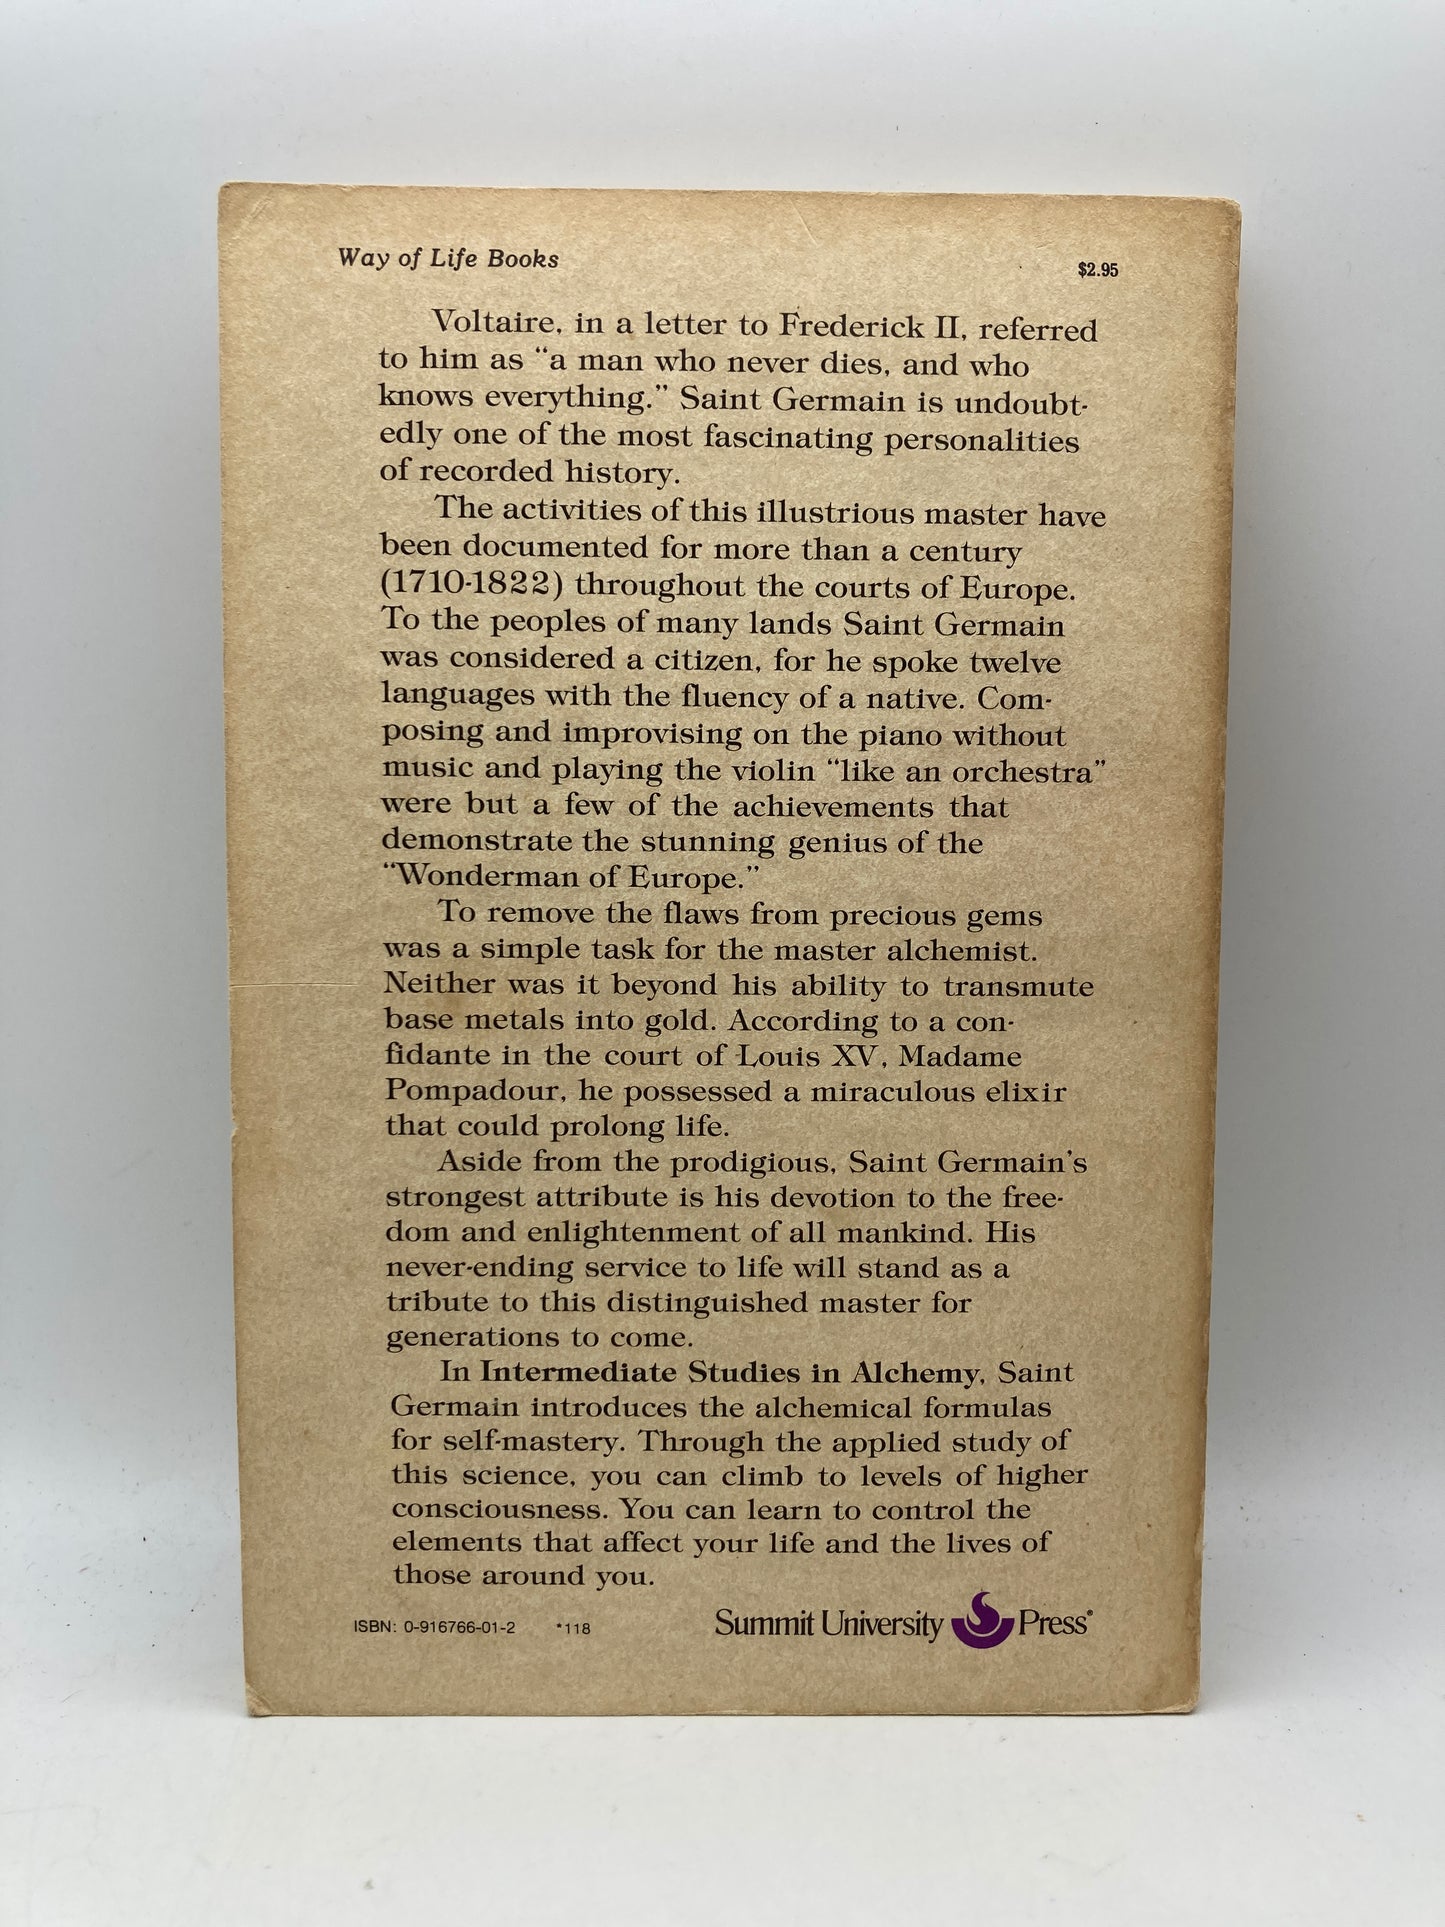 Way of Life Books
$2.95
Voltaire, in a letter to Frederick II, referred
to him as “a man who never dies, and who
knows everything.” Saint Germain is undoubt-
edly one of the most fascinating personalities
of recorded history.
The activities of this illustrious master have
been documented for more than a century
(1710-1822) throughout the courts of Europe.
To the peoples of many lands Saint Germain
was considered a citizen, for he spoke twelve
languages with the fluency of a native. Com-
posing and improvising on the piano without
music and playing the violin “like an orchestra”
were but a few of the achievements that
demonstrate the stunning genius of the
“Wonderman of Europe.”
To remove the flaws from precious gems
was a simple task for the master alchemist.
Neither was it beyond his ability to transmute
base metals into gold. According to a con-
fidante in the court of Louis XV, Madame
Pompadour, he possessed a miraculous elixir
that could prolong life.
Aside from the prodigious, Saint Germain’s
strongest attribute is his devotion to the free-
dom and enlightenment of all mankind. His
never-ending service to life will stand as a
tribute to this distinguished master for
generations to come.
In Intermediate Studies in Alchemy, Saint
Germain introduces the alchemical formulas
for self-mastery. Through the applied study of
this science, you can climb to levels of higher
consciousness. You can learn to control the
elements that affect your life and the lives of
those around you.
ISBN: 0-916766-01-2 *118
Summit University Press®